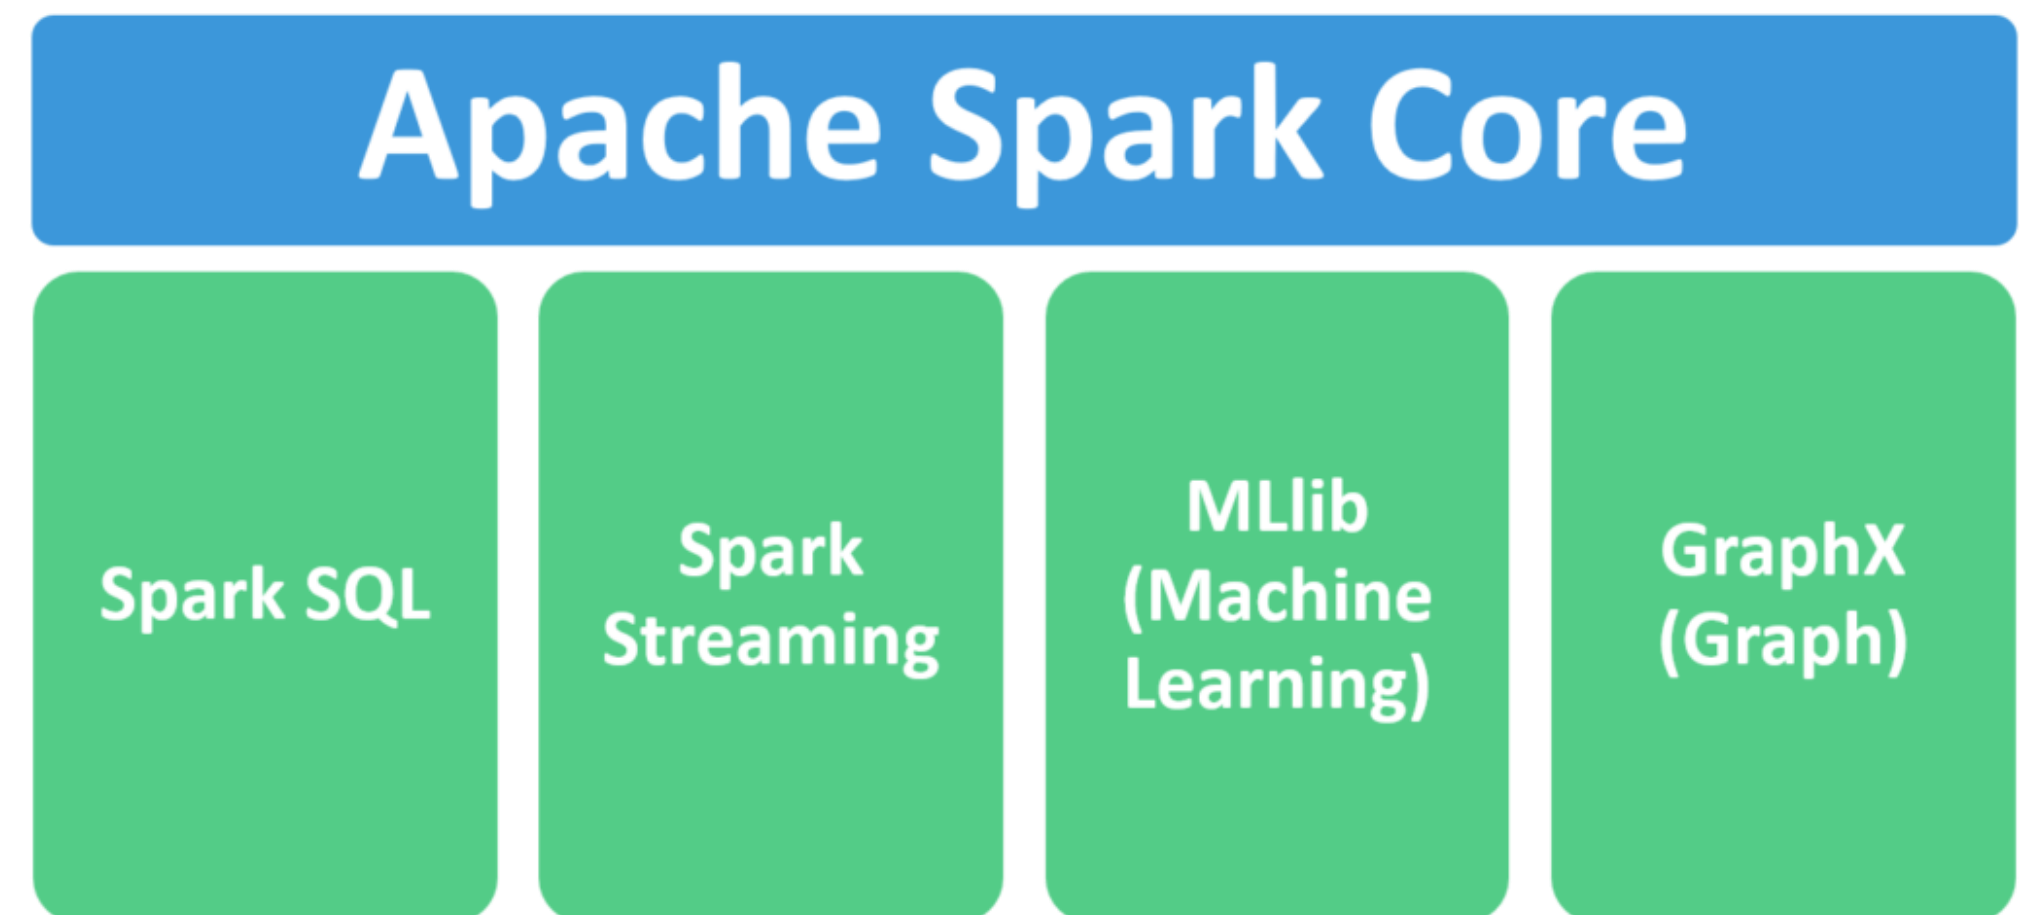 Apache Spark Core
Spark SQL
Spark
Streaming
MLlib
(Machine
Learning)
GraphX
(Graph)